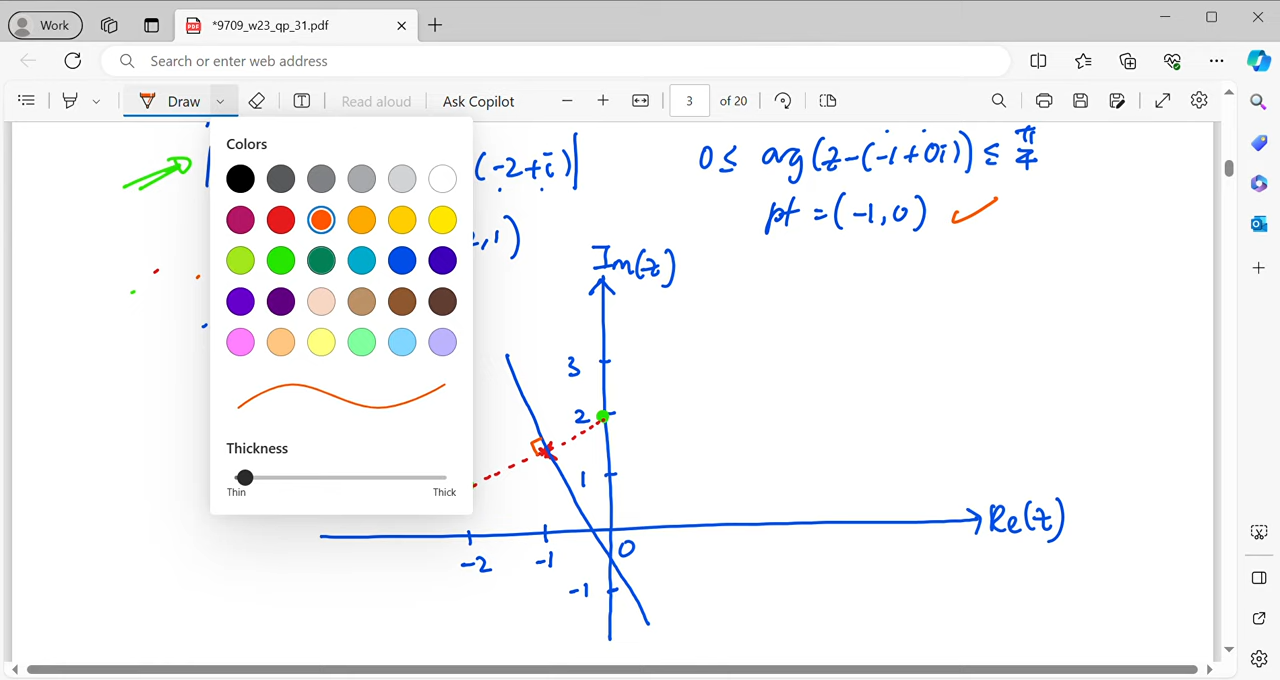 Work
*9709_w23_qp_31.pdf
Search or enter web address
Draw
Read aloud
Ask Copilot
3
of 20
Colors
Thickness
Thin
Thick
(-2+i)|
,1)
0≤ arg(z-(-i+0i)) ≤ π/4
pt = (-1,0)
Im(z)
3
2
1
Re(z)
-2
-1
0
-1